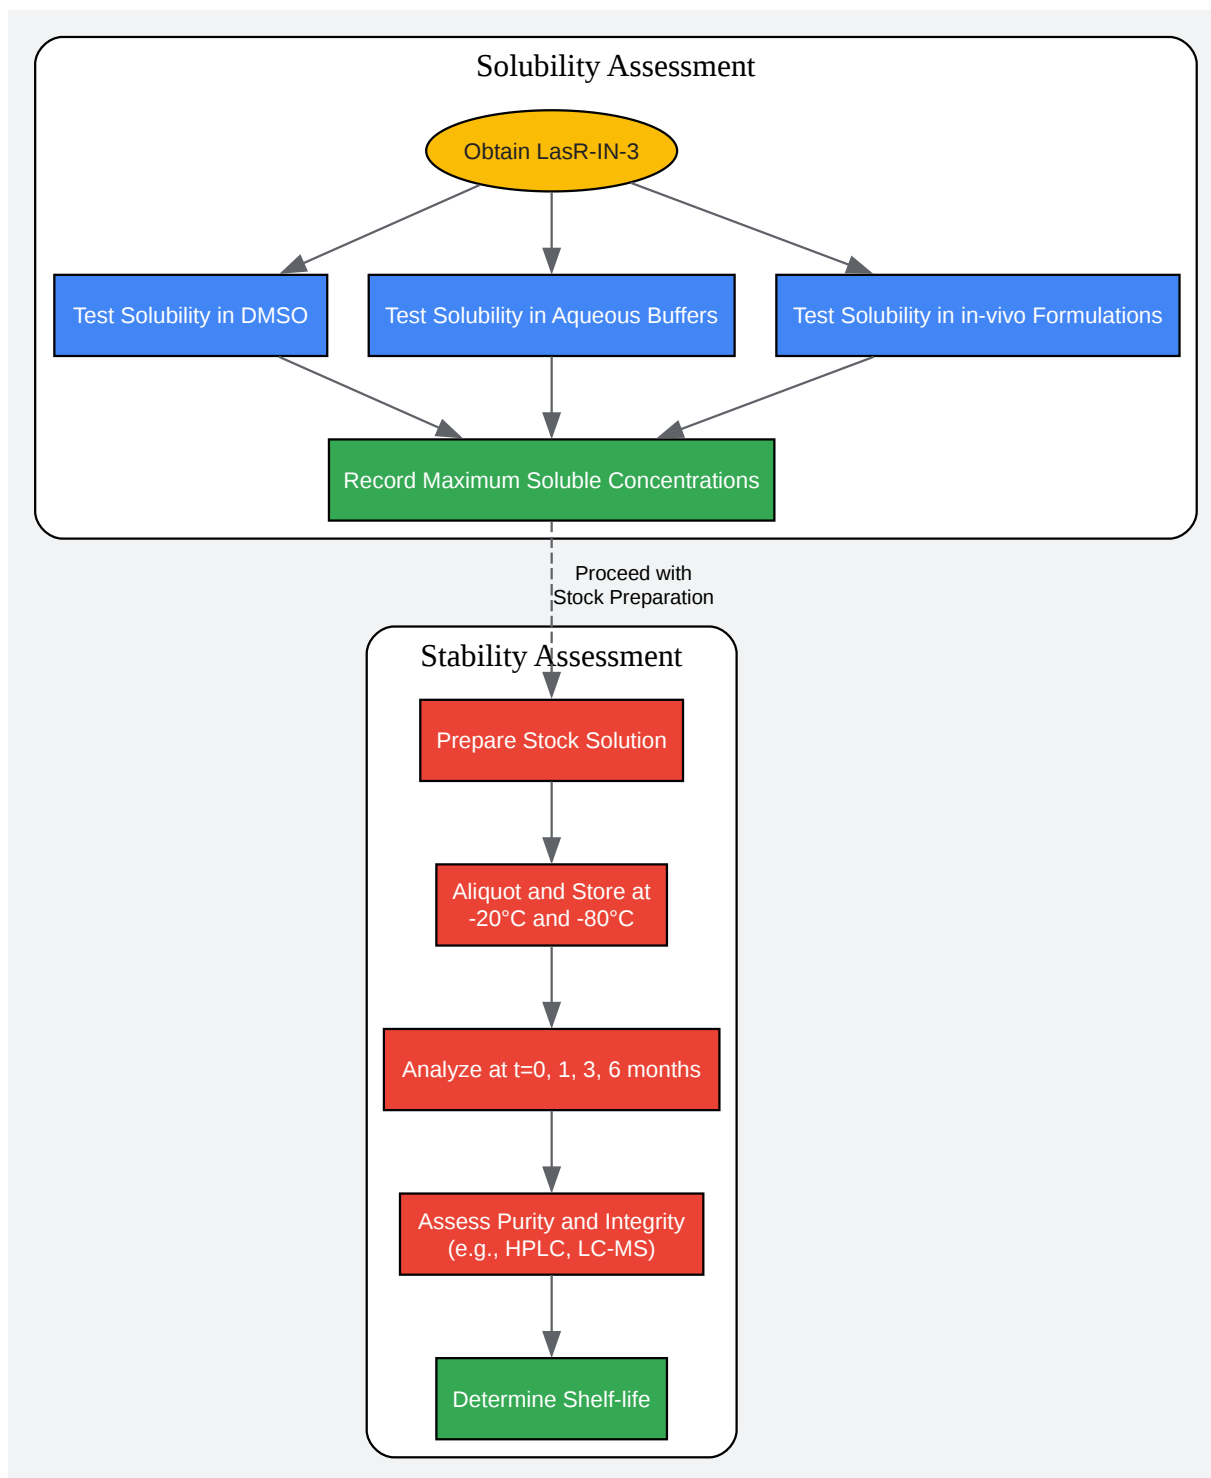 Solubility Assessment
Obtain LasR-IN-3
Test Solubility in DMSO
Test Solubility in Aqueous Buffers
Test Solubility in in-vivo Formulations
Record Maximum Soluble Concentrations
Proceed with
Stock Preparation
Stability Assessment
Prepare Stock Solution
Aliquot and Store at
-20°C and -80°C
Analyze at t=0, 1, 3, 6 months
Assess Purity and Integrity
(e.g., HPLC, LC-MS)
Determine Shelf-life